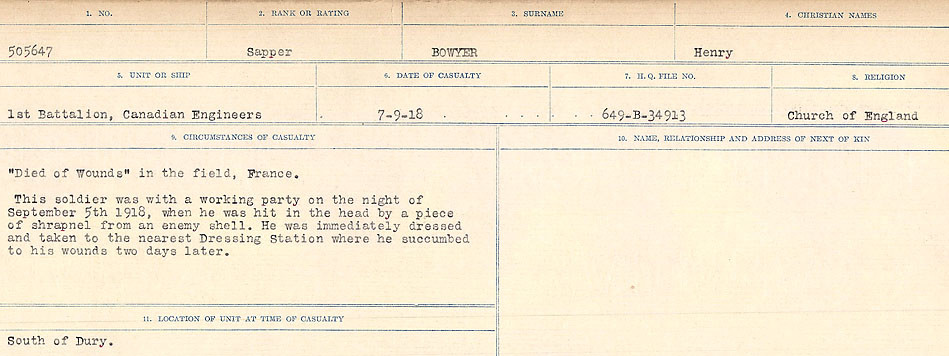 1. NO. 2. RANK OR RATING 3. SURNAME 4. CHRISTIAN NAMES
505647 Sapper BOWYER Henry
5. UNIT OR SHIP 6. DATE OF CASUALTY 7. H. Q. FILE NO. 8. RELIGION
1st Battalion, Canadian Engineers 7-9-18 649-B-34913 Church of England
9. CIRCUMSTANCES OF CASUALTY 10. NAME, RELATIONSHIP AND ADDRESS OF NEXT OF KIN
"Died of Wounds" in the field, France.
This soldier was with a working party on the night of
September 5th 1918, when he was hit in the head by a piece
of shrapnel from an enemy shell. He was immediately dressed
and taken to the nearest Dressing Station where he succumbed
to his wounds two days later.
11. LOCATION OF UNIT AT TIME OF CASUALTY
South of Dury.